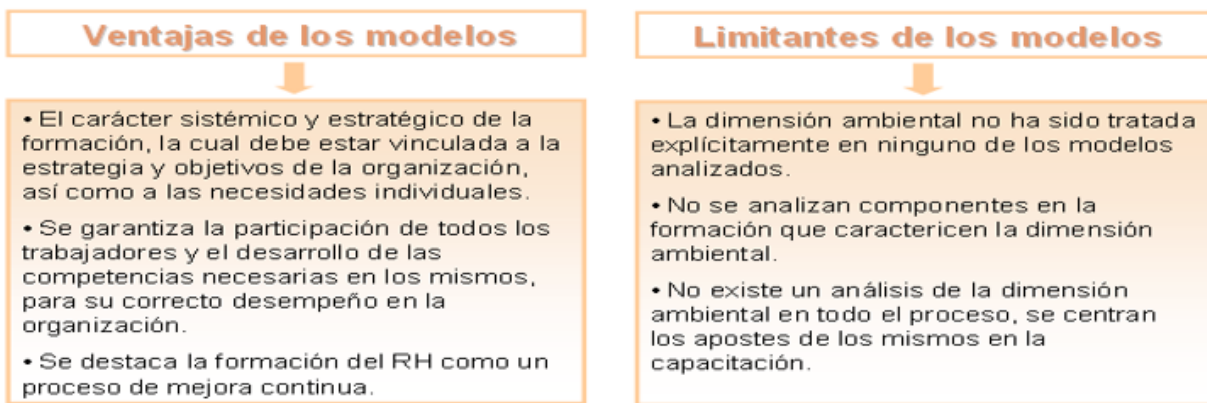 Ventajas de los modelos
• El carácter sistémico y estratégico de la
formación, la cual debe estar vinculada a la
estrategia y objetivos de la organización,
así como a las necesidades individuales.
• Se garantiza la participación de todos los
trabajadores y el desarrollo de las
competencias necesarias en los mismos,
para su correcto desempeño en la
organización.
• Se destaca la formación del RH como un
proceso de mejora continua.
Limitantes de los modelos
• La dimensión ambiental no ha sido tratada
explícitamente en ninguno de los modelos
analizados.
• No se analizan componentes en la
formación que caractericen la dimensión
ambiental.
• No existe un análisis de la dimensión
ambiental en todo el proceso, se centran
los apostes de los mismos en la
capacitación.